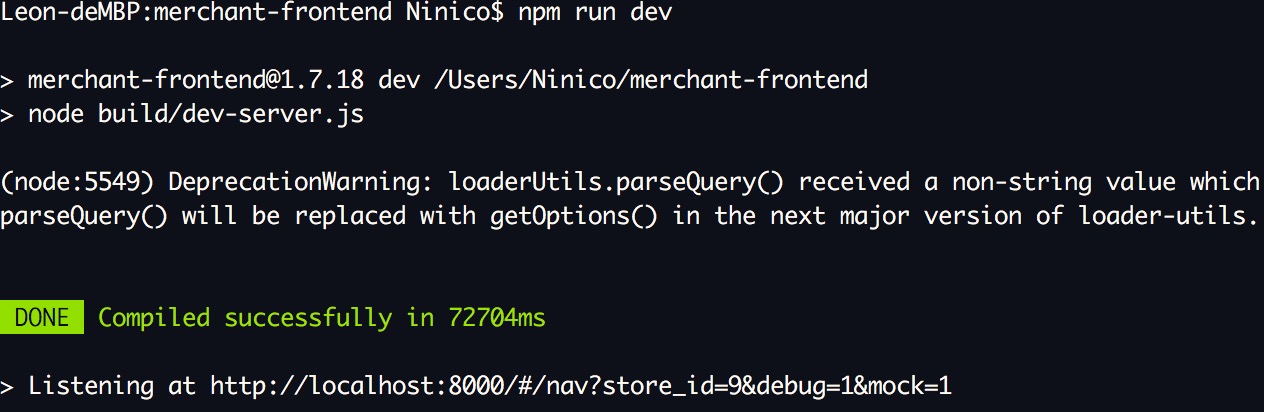 Leon-deMBP:merchant-frontend Ninico$ npm run dev
> merchant-frontend@1.7.18 dev /Users/Ninico/merchant-frontend
> node build/dev-server.js
(node:5549) DeprecationWarning: loaderUtils.parseQuery() received a non-string value which
parseQuery() will be replaced with getOptions() in the next major version of loader-utils.
DONE Compiled successfully in 72704ms
> Listening at http://localhost:8000/#/nav?store_id=9&debug=1&mock=1